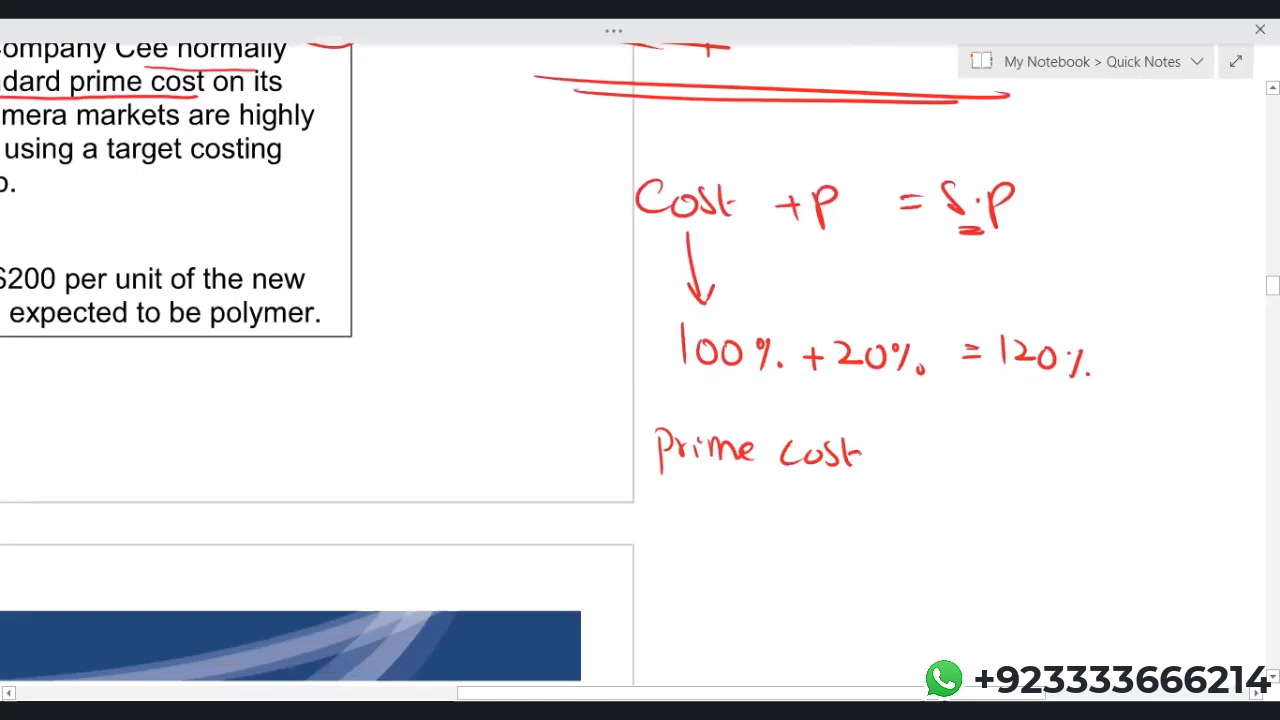 ompany Cee normally
dard prime cost on its
mera markets are highly
using a target costing
o.
$200 per unit of the new
expected to be polymer.
My Notebook > Quick Notes
Cost + p = S.p
100% + 20% = 120%
Prime cost
+923333666214